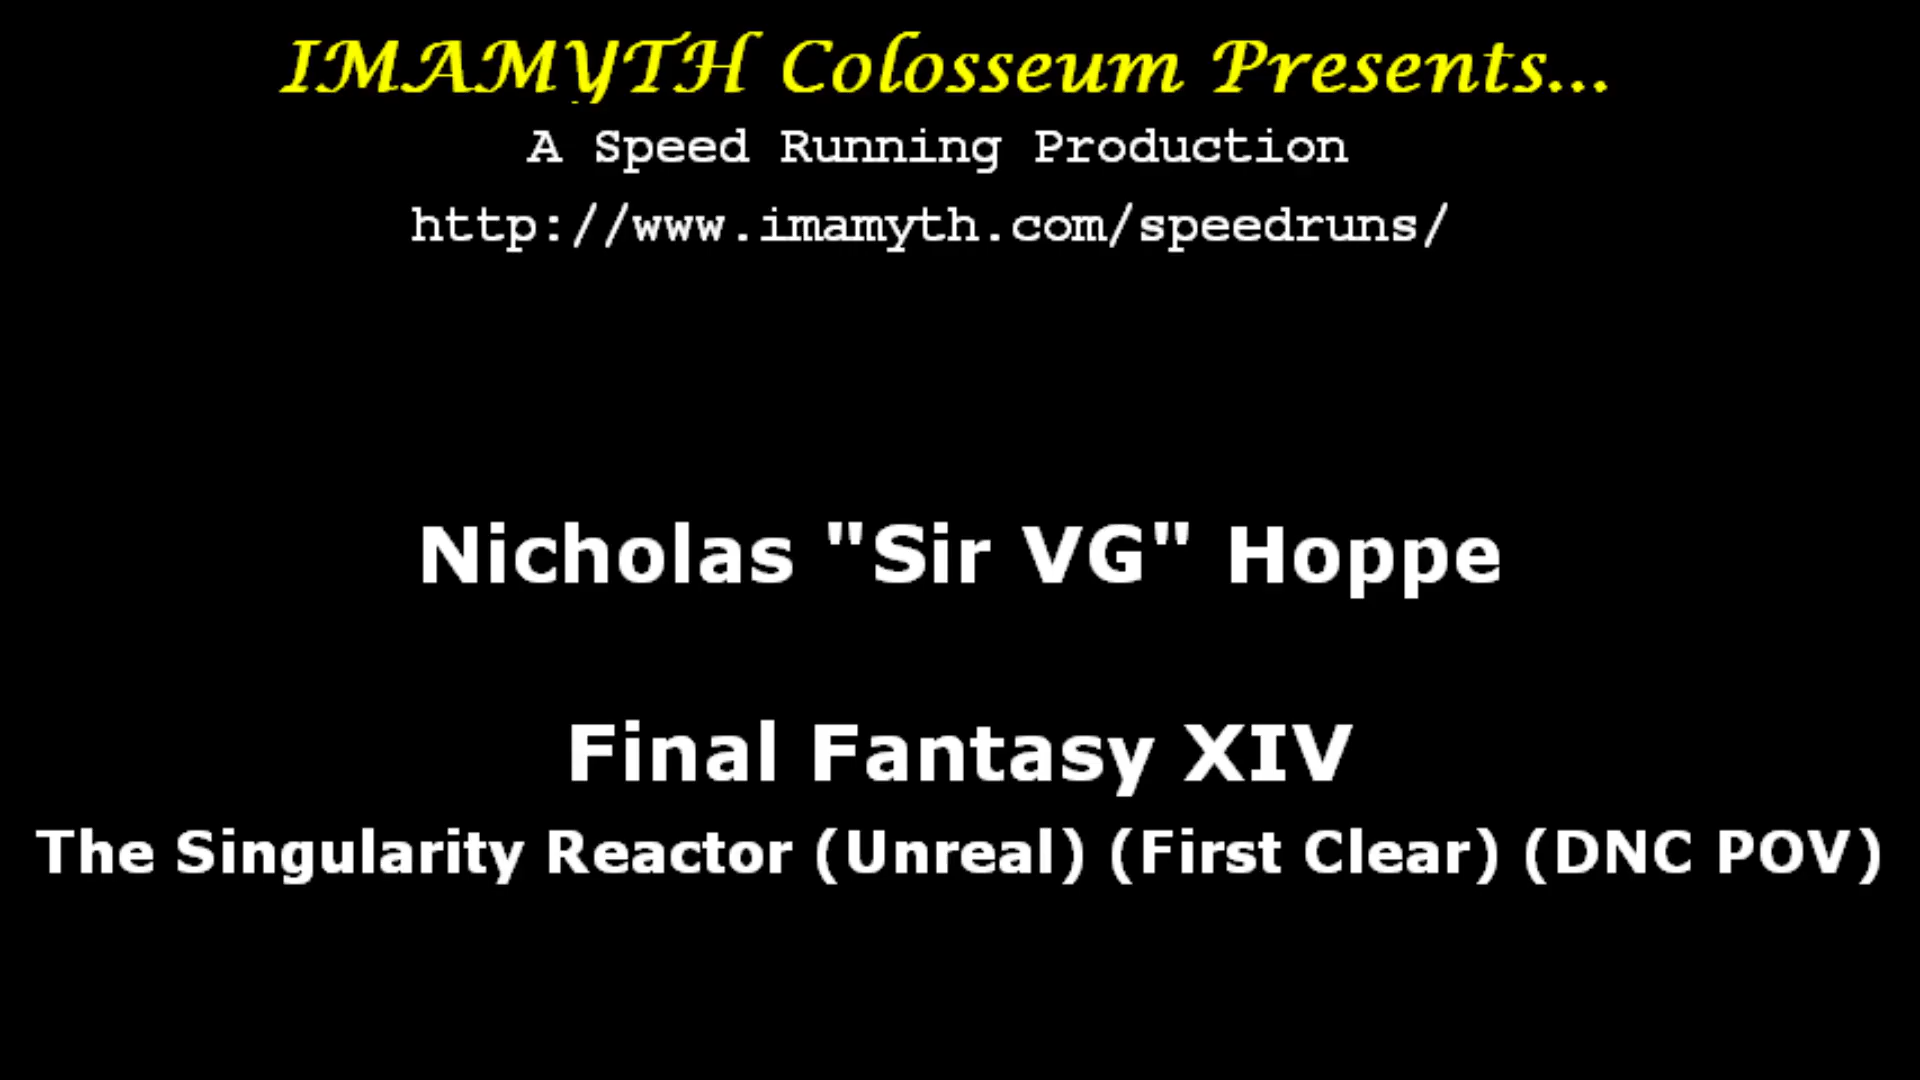 IMAMYTH Colosseum Presents...
A Speed Running Production
http://www.imamyth.com/speedruns/
Nicholas "Sir VG" Hoppe
Final Fantasy XIV
The Singularity Reactor (Unreal) (First Clear) (DNC POV)